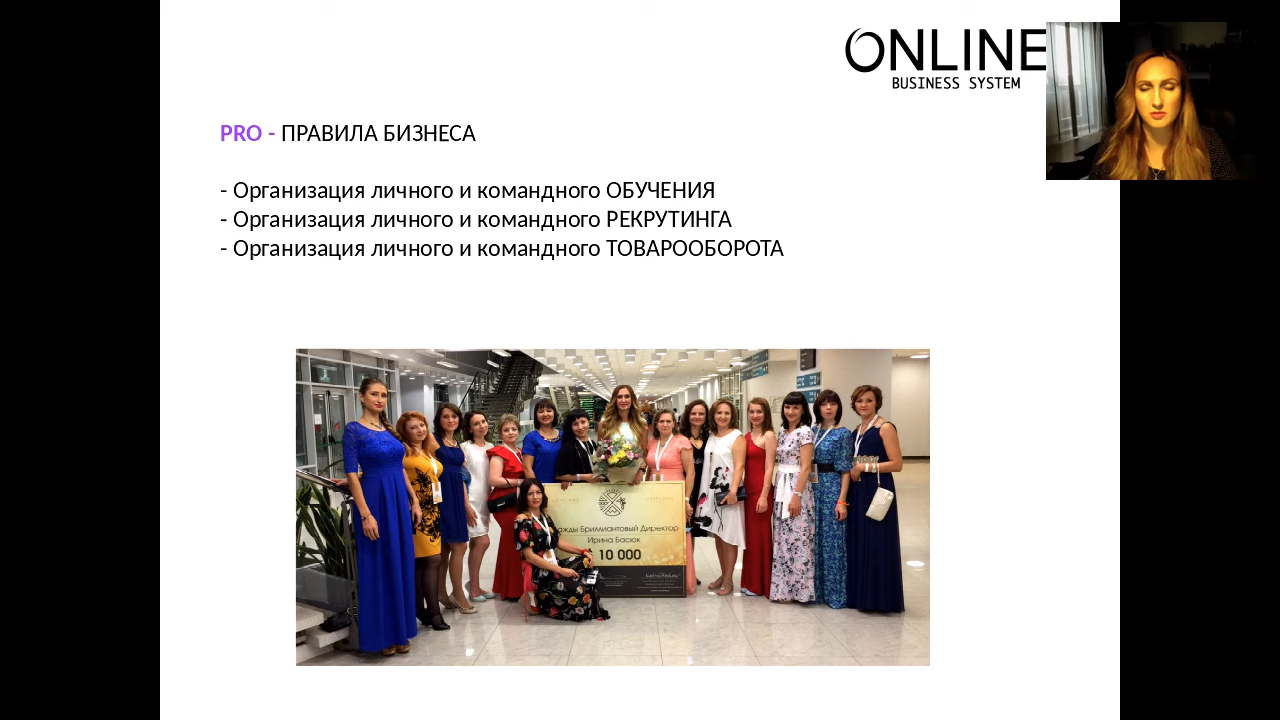 ONLINE
BUSINESS SYSTEM
PRO - ПРАВИЛА БИЗНЕСА
- Организация личного и командного ОБУЧЕНИЯ
- Организация личного и командного РЕКРУТИНГА
- Организация личного и командного ТОВАРООБОРОТА
Бриллиантовый Директор
Ирина Басюк
10 000